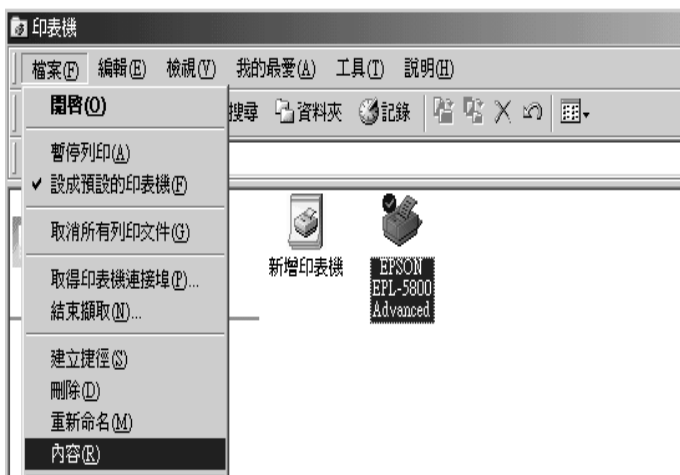 印表機
檔案(F) 編輯(E) 檢視(V) 我的最愛(A) 工具(T) 說明(H)
開啓(O)
搜尋 資料夾 記錄
暫停列印(A)
設成預設的印表機(F)
取消所有列印文件(G)
取得印表機連接埠(P)...
結束擷取(N)...
建立捷徑(S)
刪除(D)
重新命名(M)
內容(R)
新增印表機
EPSON
EPL-5800
Advanced